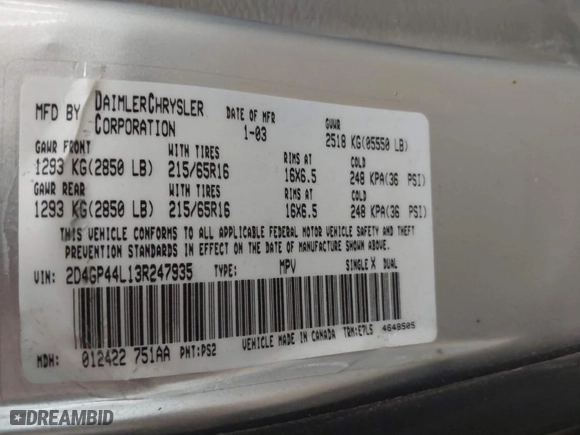 MFD BY DAIMLERCHRYSLER CORPORATION
DATE OF MFR 1-03
GVWR 2518 KG(05550 LB)
GAWR FRONT WITH TIRES RIMS AT COLD
1293 KG(2850 LB) 215/65R16 16X6.5 248 KPA(36 PSI)
GAWR REAR WITH TIRES RIMS AT COLD
1293 KG(2850 LB) 215/65R16 16X6.5 248 KPA(36 PSI)
THIS VEHICLE CONFORMS TO ALL APPLICABLE FEDERAL MOTOR VEHICLE SAFETY AND THEFT
PREVENTION STANDARDS IN EFFECT ON THE DATE OF MANUFACTURE SHOWN ABOVE.
VIN: 2D4GP44L13R247935 TYPE: MPV SINGLE X DUAL
MDH: 012422 751AA PNT:PS2 VEHICLE MADE IN CANADA TRM:E7LS 4648505
DREAMBID